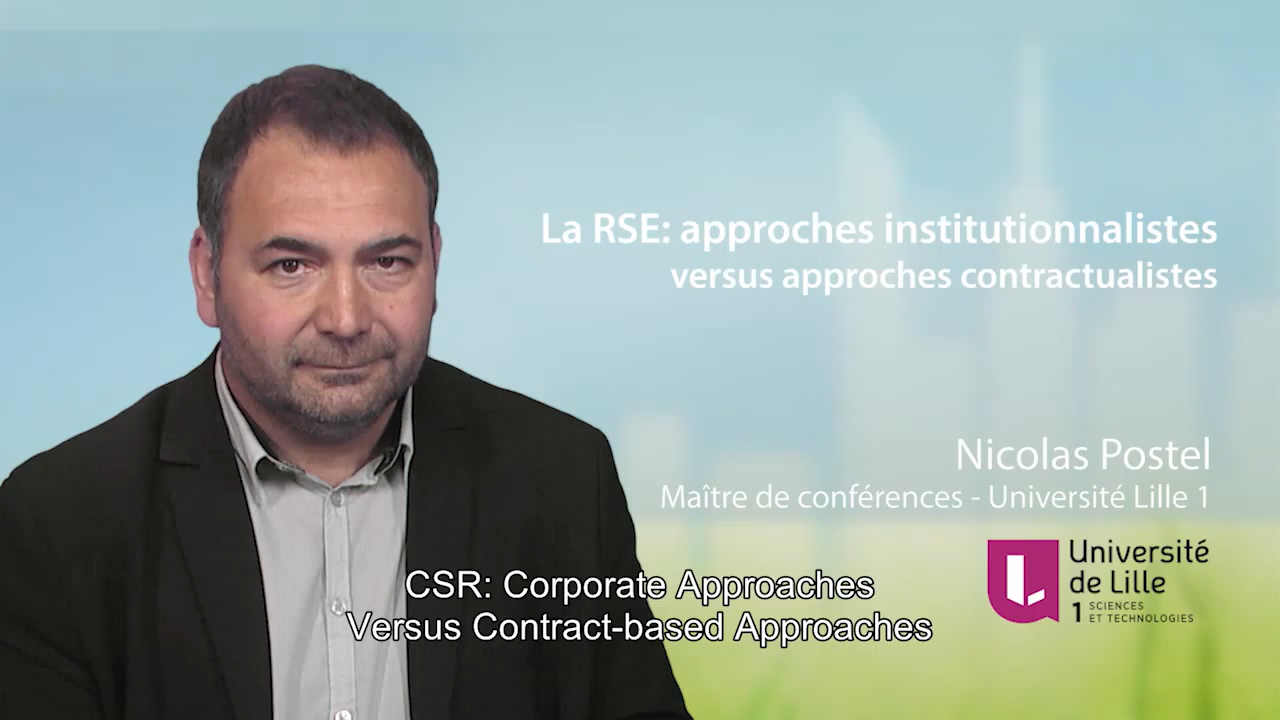 La RSE: approches institutionnalistes
versus approches contractualistes
Nicolas Postel
Maître de conférences - Université Lille 1
Université
de Lille
1 SCIENCES
ET TECHNOLOGIES
CSR: Corporate Approaches
Versus Contract-based Approaches